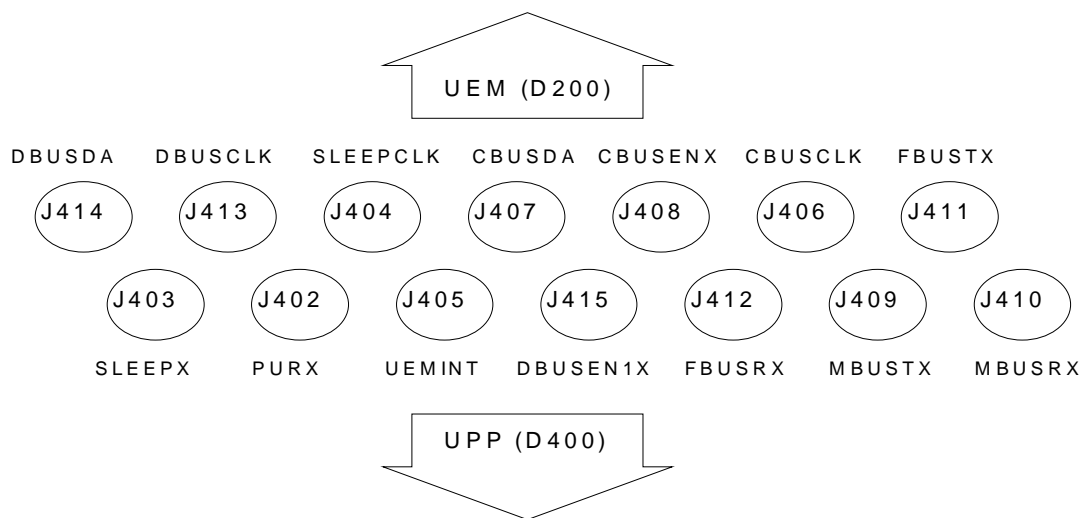 UEM (D200)
DBUSDA DBUSCLK SLEEPCLK CBUSDA CBUSENX CBUSCLK FBUSTX
J414 J413 J404 J407 J408 J406 J411
J403 J402 J405 J415 J412 J409 J410
SLEEPX PURX UEMINT DBUSEN1X FBUSRX MBUSTX MBUSRX
UPP (D400)